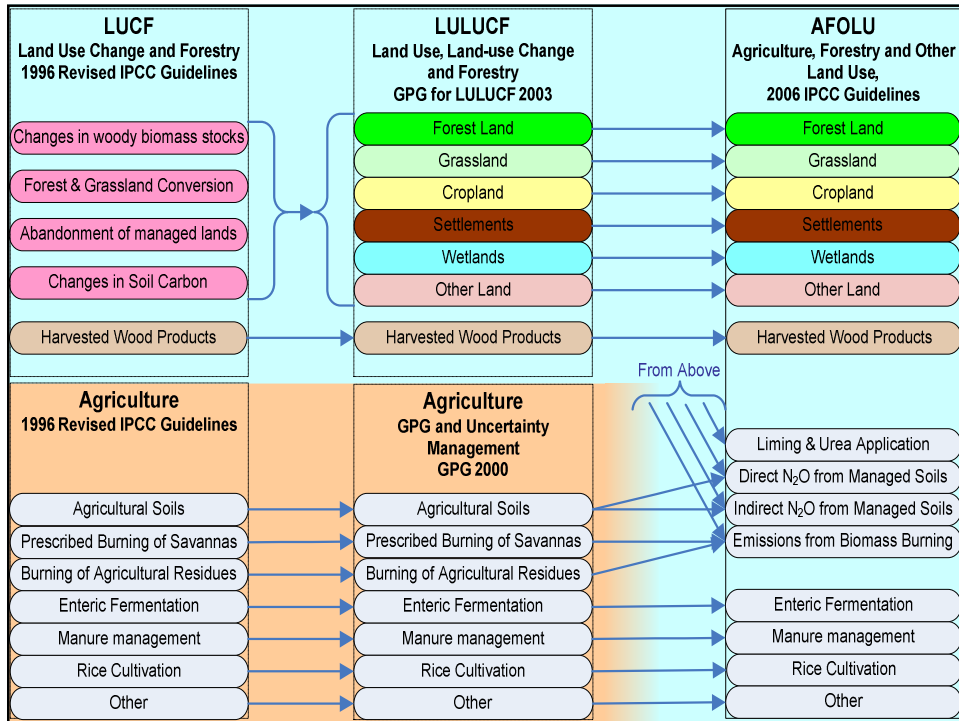 LUCF
Land Use Change and Forestry
1996 Revised IPCC Guidelines
Changes in woody biomass stocks
Forest & Grassland Conversion
Abandonment of managed lands
Changes in Soil Carbon
Harvested Wood Products
LULUCF
Land Use, Land-use Change
and Forestry
GPG for LULUCF 2003
Forest Land
Grassland
Cropland
Settlements
Wetlands
Other Land
Harvested Wood Products
AFOLU
Agriculture, Forestry and Other
Land Use,
2006 IPCC Guidelines
Forest Land
Grassland
Cropland
Settlements
Wetlands
Other Land
Harvested Wood Products
From Above
Agriculture
1996 Revised IPCC Guidelines
Agricultural Soils
Prescribed Burning of Savannas
Burning of Agricultural Residues
Enteric Fermentation
Manure management
Rice Cultivation
Other
Agriculture
GPG and Uncertainty
Management
GPG 2000
Agricultural Soils
Prescribed Burning of Savannas
Burning of Agricultural Residues
Enteric Fermentation
Manure management
Rice Cultivation
Other
Liming & Urea Application
Direct N₂O from Managed Soils
Indirect N₂O from Managed Soils
Emissions from Biomass Burning
Enteric Fermentation
Manure management
Rice Cultivation
Other